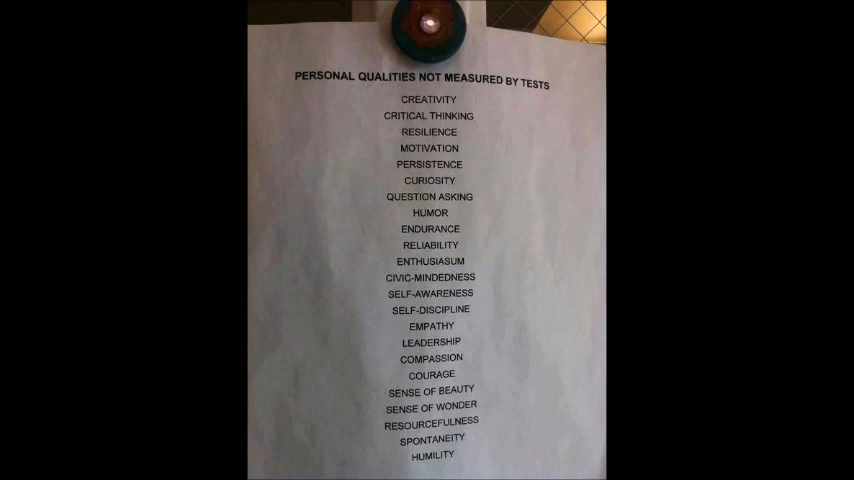 PERSONAL QUALITIES NOT MEASURED BY TESTS
CREATIVITY
CRITICAL THINKING
RESILIENCE
MOTIVATION
PERSISTENCE
CURIOSITY
QUESTION ASKING
HUMOR
ENDURANCE
RELIABILITY
ENTHUSIASUM
CIVIC-MINDEDNESS
SELF-AWARENESS
SELF-DISCIPLINE
EMPATHY
LEADERSHIP
COMPASSION
COURAGE
SENSE OF BEAUTY
SENSE OF WONDER
RESOURCEFULNESS
SPONTANEITY
HUMILITY